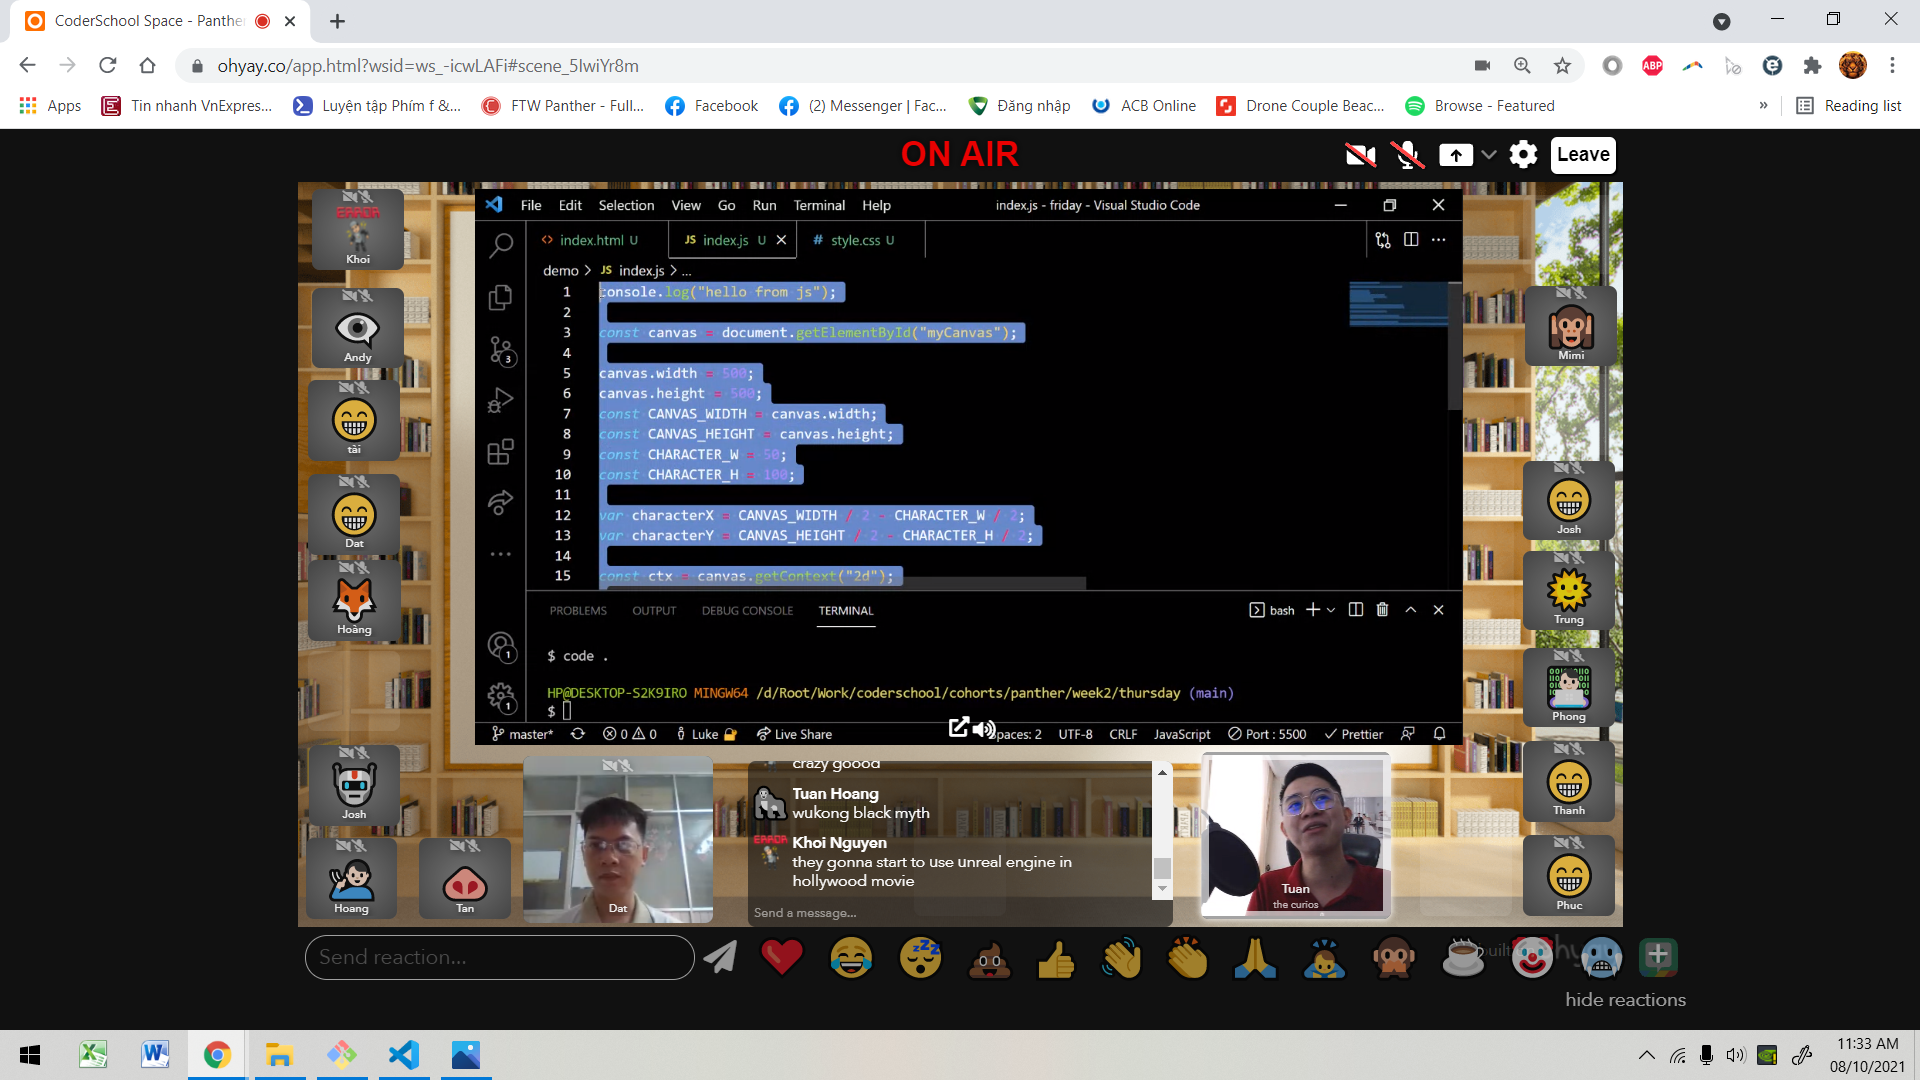 CoderSchool Space - Panthe
ohyay.co/app.html?wsid=ws_-icwLAFi#scene_5IwiYr8m
ABP
Apps
Tin nhanh VnExpres...
Luyện tập Phím f &...
FTW Panther - Full...
Facebook
(2) Messenger | Fac...
Đăng nhập
ACB Online
Drone Couple Beac...
Browse - Featured
»
Reading list
ON AIR
Leave
File Edit Selection View Go Run Terminal Help
index.js - friday - Visual Studio Code
index.html U
JS index.js U
# style.css U
demo > JS index.js > ...
1 console.log("hello from js");
2
3 const canvas = document.getElementById("myCanvas");
4
5 canvas.width = 500;
6 canvas.height = 500;
7 const CANVAS_WIDTH = canvas.width;
8 const CANVAS_HEIGHT = canvas.height;
9 const CHARACTER_W = 50;
10 const CHARACTER_H = 100;
11
12 var characterX = CANVAS_WIDTH / 2 - CHARACTER_W / 2;
13 var characterY = CANVAS_HEIGHT / 2 - CHARACTER_H / 2;
14
15 const ctx = canvas.getContext("2d");
3
1
1
PROBLEMS OUTPUT DEBUG CONSOLE TERMINAL
bash
$ code .
HP@DESKTOP-S2K9IRO MINGW64 /d/Root/Work/coderschool/cohorts/panther/week2/thursday (main)
$
master* 0 0 Luke Live Share
paces: 2 UTF-8 CRLF JavaScript Port : 5500 Prettier
ERROR
Khoi
Andy
tài
Dat
Hoàng
Josh
Hoang
Tan
Dat
Mimi
Josh
Trung
Phong
Thanh
Phuc
crazy goood
Tuan Hoang
wukong black myth
ERROR
Khoi Nguyen
they gonna start to use unreal engine in
hollywood movie
Send a message...
Tuan
the curios
Send reaction...
built
hide reactions
11:33 AM
08/10/2021